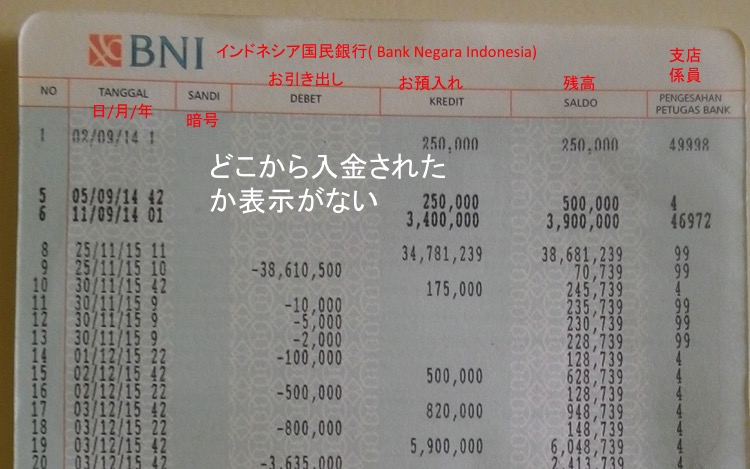 BNI インドネシア国民銀行( Bank Negara Indonesia)
お引き出し お預入れ 残高 支店
係員
NO TANGGAL SANDI DEBET KREDIT SALDO PENGESAHAN
PETUGAS BANK
日/月/年 暗号
1 02/09/14 1 250,000 250,000 49998
どこから入金された
か表示がない
5 05/09/14 42 250,000 500,000 4
6 11/09/14 01 3,400,000 3,900,000 46972
8 25/11/15 11 34,781,239 38,681,239 99
9 25/11/15 10 -38,610,500 70,739 99
10 30/11/15 42 175,000 245,739 4
11 30/11/15 9 -10,000 235,739 99
12 30/11/15 9 -5,000 230,739 99
13 30/11/15 9 -2,000 228,739 99
14 01/12/15 22 -100,000 128,739 4
15 02/12/15 42 500,000 628,739 4
16 02/12/15 22 -500,000 128,739 4
17 03/12/15 42 820,000 948,739 4
18 03/12/15 22 -800,000 148,739 4
19 03/12/15 42 5,900,000 6,048,739 4
20 03/12/15 -3,635,000 2,413,739 4